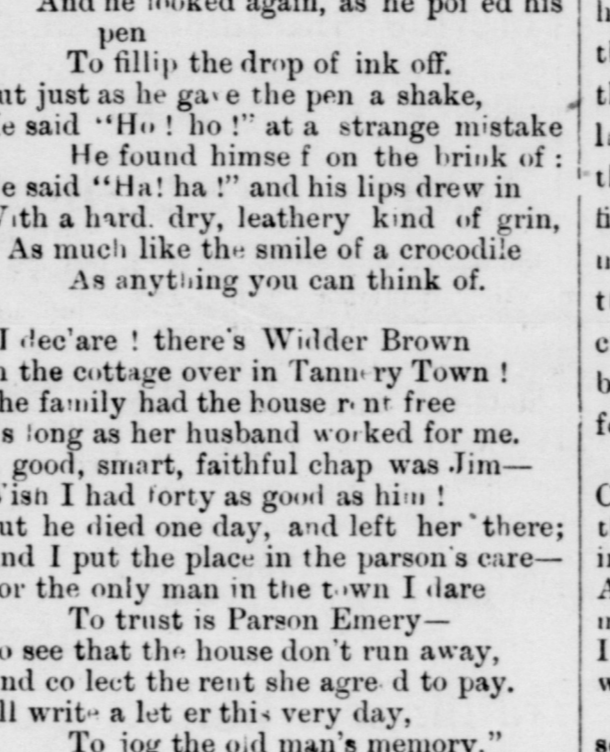 And he looked again, as he poi ed his
pen
To fillip the drop of ink off.
ut just as he gave the pen a shake,
e said "Ho ! ho !" at a strange mistake
He found himse f on the brink of :
e said "Ha! ha !" and his lips drew in
ith a hard. dry, leathery kind of grin,
As much like the smile of a crocodile
As anything you can think of.
I dec'are ! there's Widder Brown
n the cottage over in Tannery Town !
he family had the house rent free
s long as her husband worked for me.
good, smart, faithful chap was Jim—
ish I had forty as good as him !
ut he died one day, and left her there;
nd I put the place in the parson's care—
or the only man in the town I dare
To trust is Parson Emery—
o see that the house don't run away,
nd co lect the rent she agre d to pay.
ll write a let er this very day,
To jog the old man's memory."